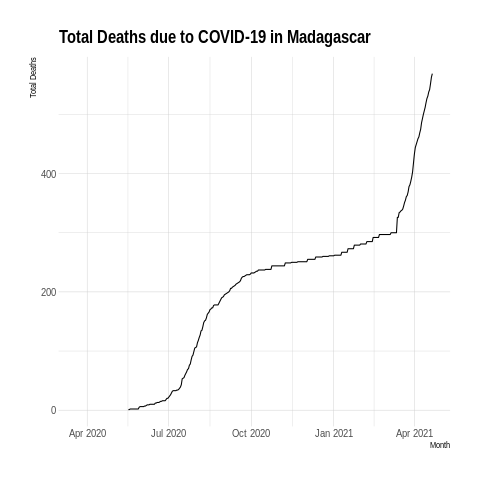 Total Deaths due to COVID-19 in Madagascar
Total Deaths
400
200
0
Apr 2020 Jul 2020 Oct 2020 Jan 2021 Apr 2021
Month